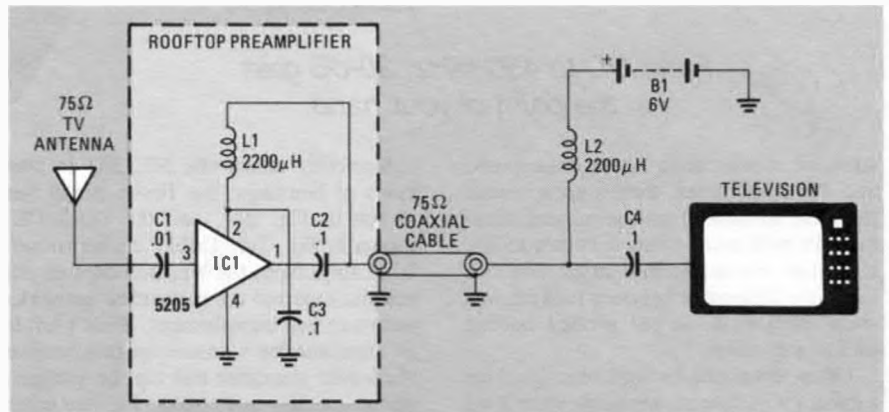 ROOFTOP PREAMPLIFIER
75Ω
TV
ANTENNA
L1
2200μH
C1
.01
3
2
IC1
5205
1
4
C2
.1
C3
.1
75Ω
COAXIAL
CABLE
+
B1
6V
L2
2200μH
C4
.1
TELEVISION